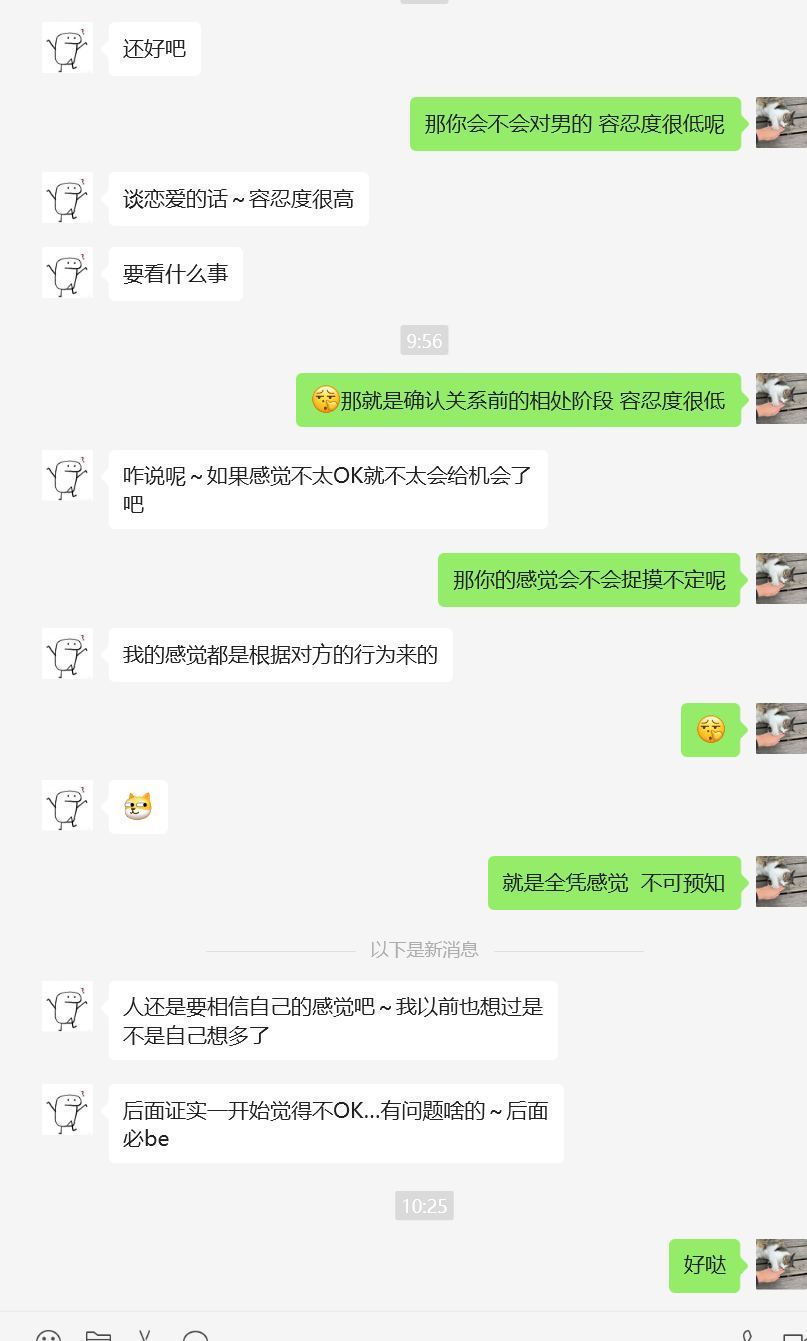 还好吧
那你会不会对男的 容忍度很低呢
谈恋爱的话～容忍度很高
要看什么事
9:56
那就是确认关系前的相处阶段 容忍度很低
咋说呢～如果感觉不太OK就不太会给机会了
吧
那你的感觉会不会捉摸不定呢
我的感觉都是根据对方的行为来的
就是全凭感觉  不可预知
以下是新消息
人还是要相信自己的感觉吧～我以前也想过是
不是自己想多了
后面证实一开始觉得不OK...有问题啥的～后面
必be
10:25
好哒